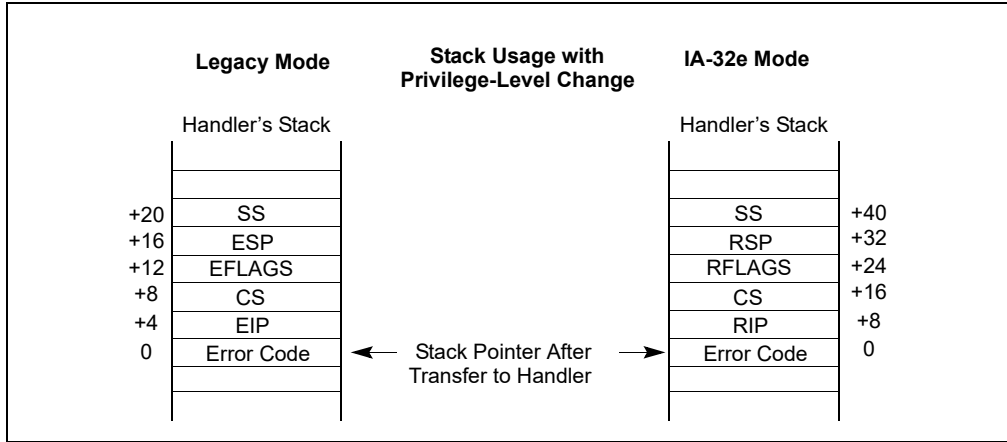 Legacy Mode
Stack Usage with
Privilege-Level Change
IA-32e Mode
Handler's Stack
Handler's Stack
+20 SS
+16 ESP
+12 EFLAGS
+8 CS
+4 EIP
0 Error Code
Stack Pointer After
Transfer to Handler
SS +40
RSP +32
RFLAGS +24
CS +16
RIP +8
Error Code 0